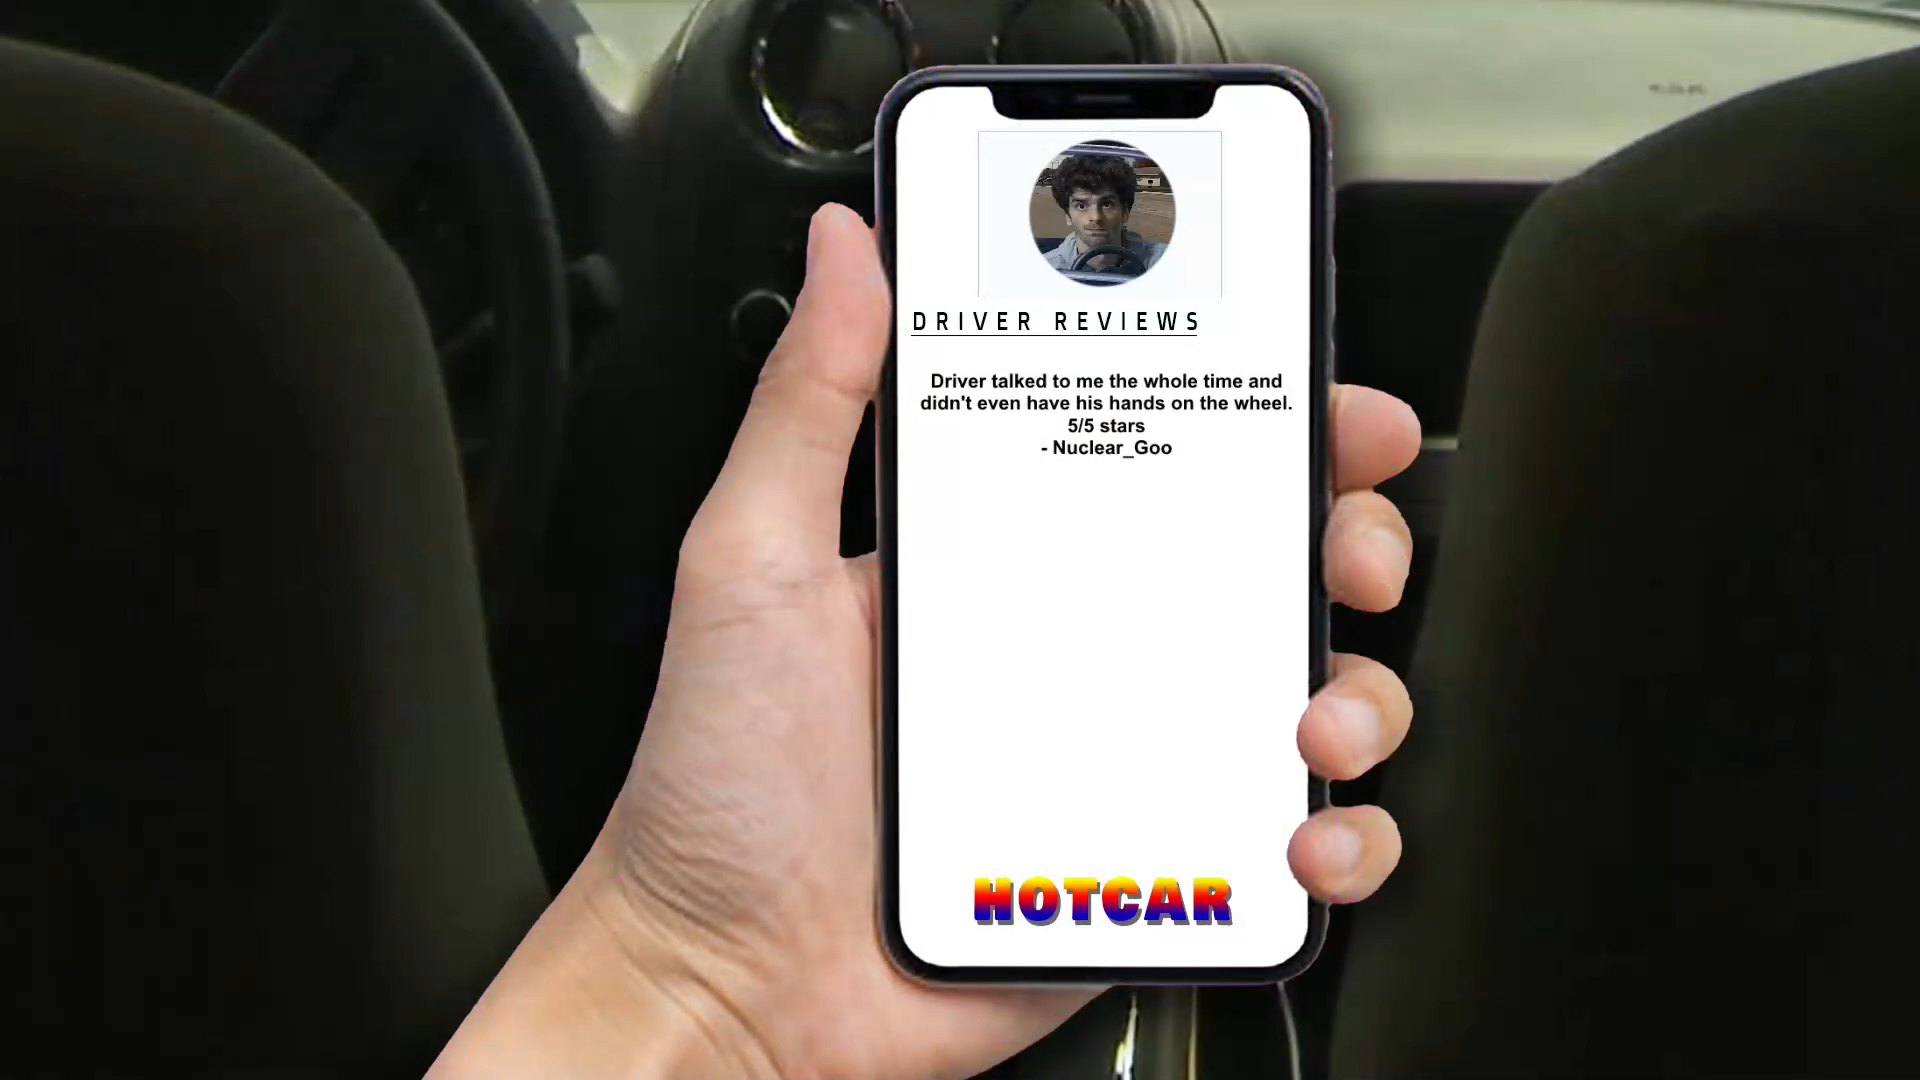 DRIVER REVIEWS
Driver talked to me the whole time and
didn't even have his hands on the wheel.
5/5 stars
- Nuclear_Goo
HOTCAR